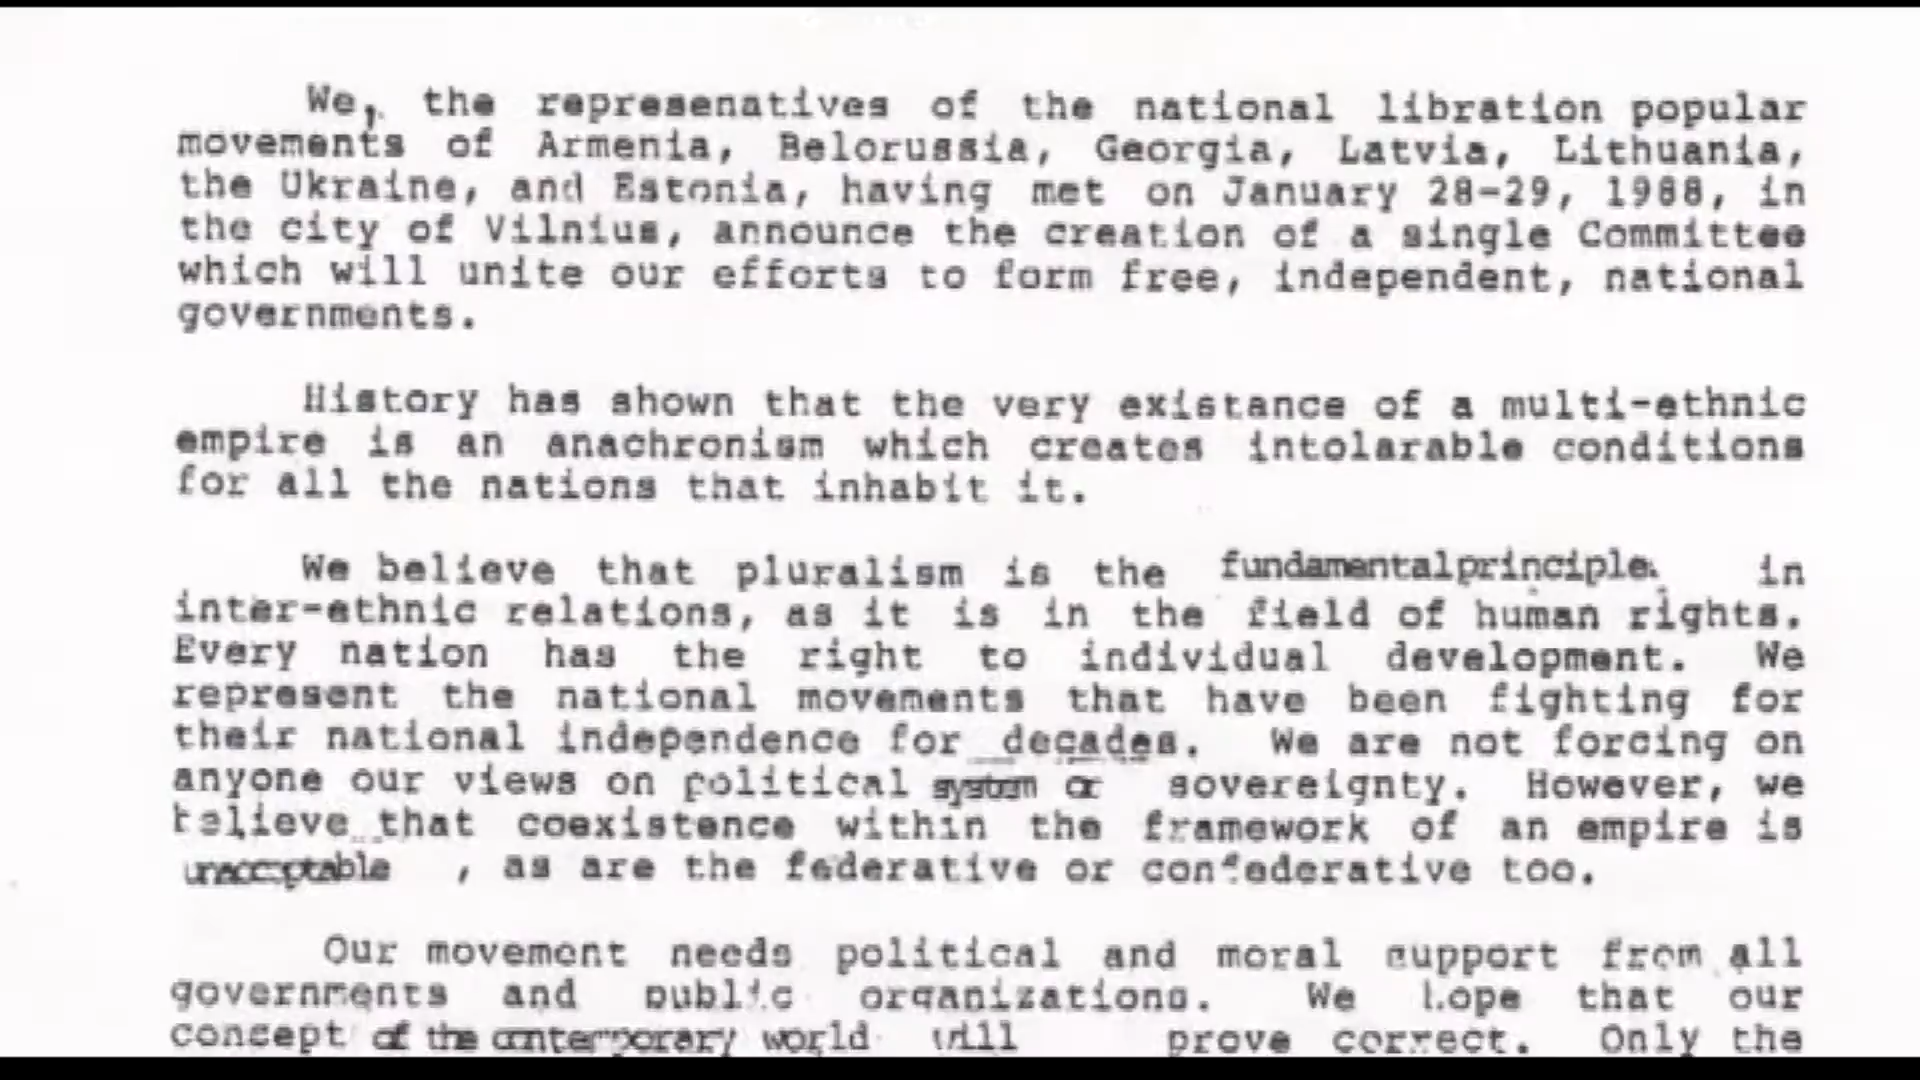 We, the represenatives of the national libration popular
movements of Armenia, Belorussia, Georgia, Latvia, Lithuania,
the Ukraine, and Estonia, having met on January 28-29, 1988, in
the city of Vilnius, announce the creation of a single Committee
which will unite our efforts to form free, independent, national
governments.
History has shown that the very existance of a multi-ethnic
empire is an anachronism which creates intolarable conditions
for all the nations that inhabit it.
We believe that pluralism is the fundamental principle in
inter-ethnic relations, as it is in the field of human rights.
Every nation has the right to individual development. We
represent the national movements that have been fighting for
their national independence for decades. We are not forcing on
anyone our views on political system or sovereignty. However, we
believe that coexistence within the framework of an empire is
unacceptable , as are the federative or confederative too.
Our movement needs political and moral support from all
governments and public organizations. We hope that our
concept of the contemporary world will prove correct. Only the